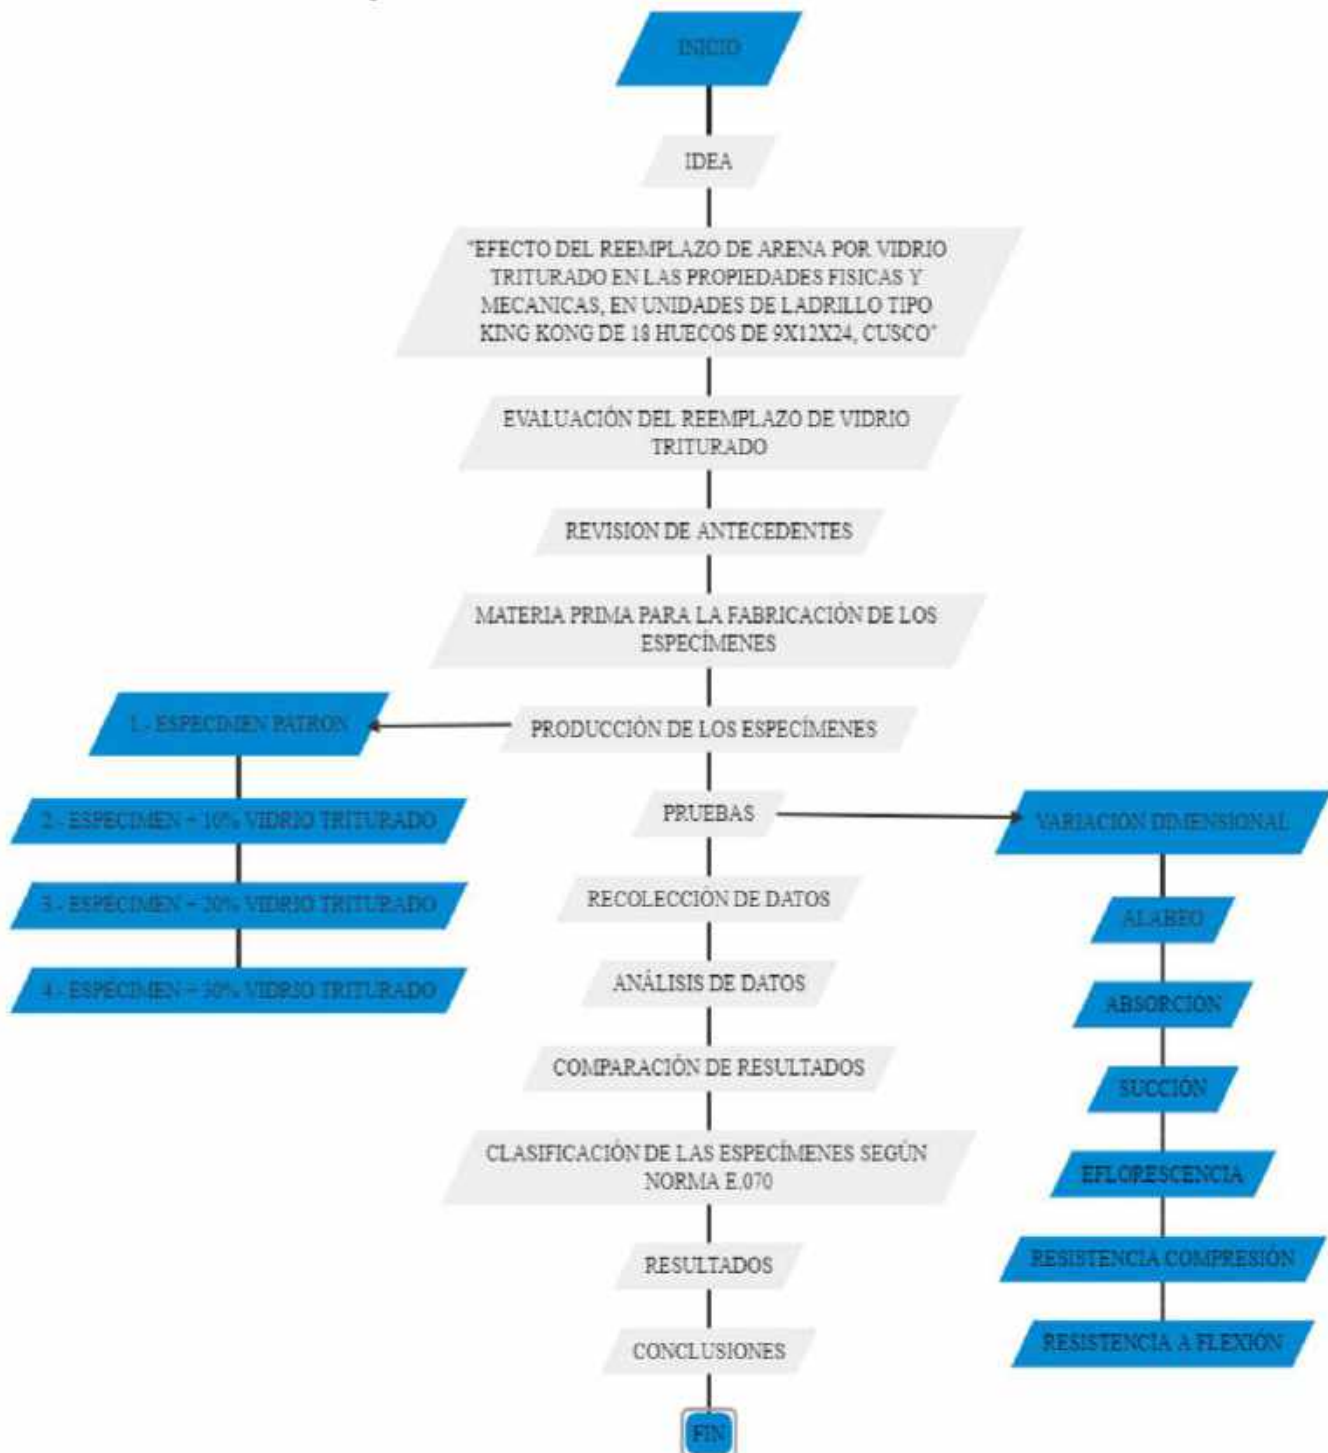 INICIO
IDEA
"EFECTO DEL REEMPLAZO DE ARENA POR VIDRIO
TRITURADO EN LAS PROPIEDADES FISICAS Y
MECANICAS, EN UNIDADES DE LADRILLO TIPO
KING KONG DE 18 HUECOS DE 9X12X24, CUSCO"
EVALUACIÓN DEL REEMPLAZO DE VIDRIO
TRITURADO
REVISION DE ANTECEDENTES
MATERIA PRIMA PARA LA FABRICACIÓN DE LOS
ESPECÍMENES
PRODUCCIÓN DE LOS ESPECÍMENES
1.- ESPECIMEN PATRON
2.- ESPECIMEN + 10% VIDRIO TRITURADO
3.- ESPECIMEN + 20% VIDRIO TRITURADO
4.- ESPECIMEN + 30% VIDRIO TRITURADO
PRUEBAS
VARIACION DIMENSIONAL
ALABEO
ABSORCION
SUCCIÓN
EFLORESCENCIA
RESISTENCIA COMPRESIÓN
RESISTENCIA A FLEXIÓN
RECOLECCIÓN DE DATOS
ANÁLISIS DE DATOS
COMPARACIÓN DE RESULTADOS
CLASIFICACIÓN DE LAS ESPECÍMENES SEGÚN
NORMA E.070
RESULTADOS
CONCLUSIONES
FIN